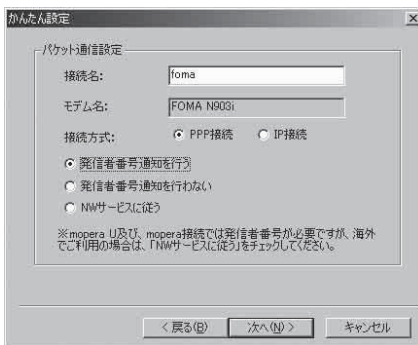 かんたん設定
パケット通信設定
接続名:
foma
モデム名:
FOMA N903i
接続方式:
PPP接続
IP接続
発信者番号通知を行う
発信者番号通知を行わない
NWサービスに従う
※mopera U及び、mopera接続では発信者番号が必要ですが、海外
でご利用の場合は、「NWサービスに従う」をチェックしてください。
< 戻る(B)
次へ(N) >
キャンセル